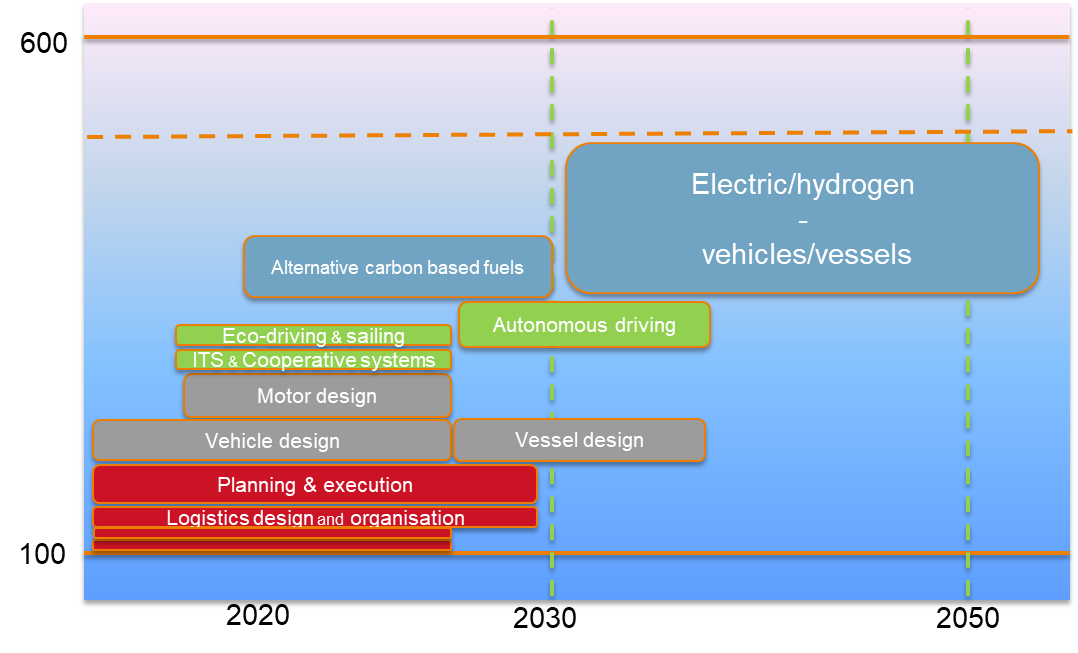 600
Electric/hydrogen
-
vehicles/vessels
Alternative carbon based fuels
Autonomous driving
Eco-driving & sailing
ITS & Cooperative systems
Motor design
Vehicle design
Vessel design
Planning & execution
Logistics design and organisation
100
2020
2030
2050